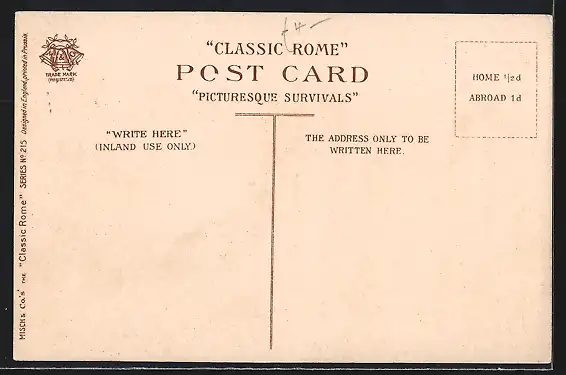 "CLASSIC ROME"
POST CARD
"PICTURESQUE SURVIVALS"
TRADE MARK
(REGISTERED)
HOME ½d
ABROAD 1d
"WRITE HERE"
(INLAND USE ONLY.)
THE ADDRESS ONLY TO BE
WRITTEN HERE.
MISCH & Co.'s THE "Classic Rome" SERIES No 215 Designed in England, printed in Prussia.